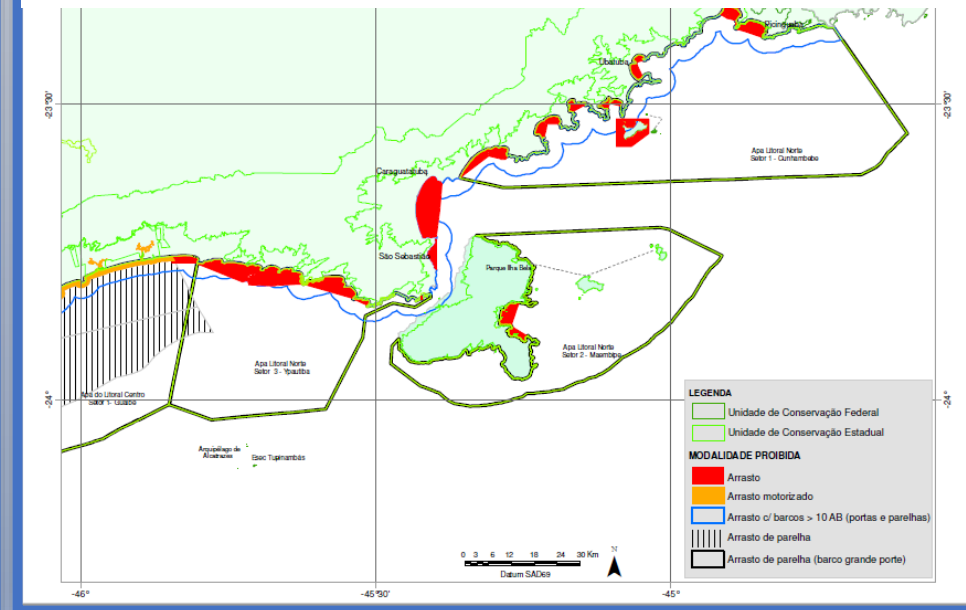 Picinguaba
Ubatuba
-23°30'
-23°30'
Apa Litoral Norte
Setor 1 - Cunhambebe
Caraguatatuba
São Sebastião
Parque Ilha Bela
Apa Litoral Norte
Setor 2 - Maembipe
Apa Litoral Norte
Setor 3 - Ypautiba
Apa do Litoral Centro
Setor 1- Guaibe
-24°
-24°
Arquipélago de
Alcatrazes
Esec Tupinambás
LEGENDA
Unidade de Conservação Federal
Unidade de Conservação Estadual
MODALIDADE PROIBIDA
Arrasto
Arrasto motorizado
Arrasto c/ barcos > 10 AB (portas e parelhas)
Arrasto de parelha
Arrasto de parelha (barco grande porte)
0 3 6 12 18 24 30 Km
Datum SAD69
N
-46°
-45°30'
-45°